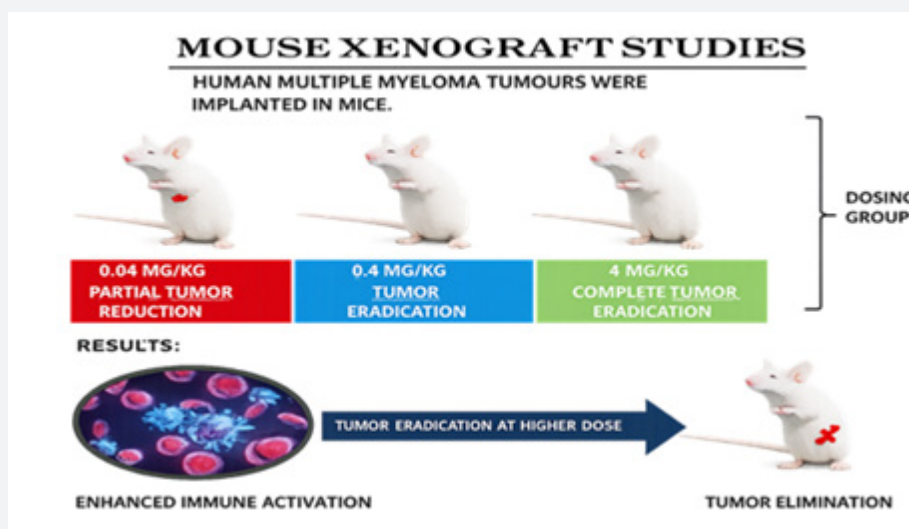 MOUSE XENOGRAFT STUDIES
HUMAN MULTIPLE MYELOMA TUMOURS WERE
IMPLANTED IN MICE.
DOSING
GROUP
0.04 MG/KG
PARTIAL TUMOR
REDUCTION
0.4 MG/KG
TUMOR
ERADICATION
4 MG/KG
COMPLETE TUMOR
ERADICATION
RESULTS:
TUMOR ERADICATION AT HIGHER DOSE
ENHANCED IMMUNE ACTIVATION
TUMOR ELIMINATION